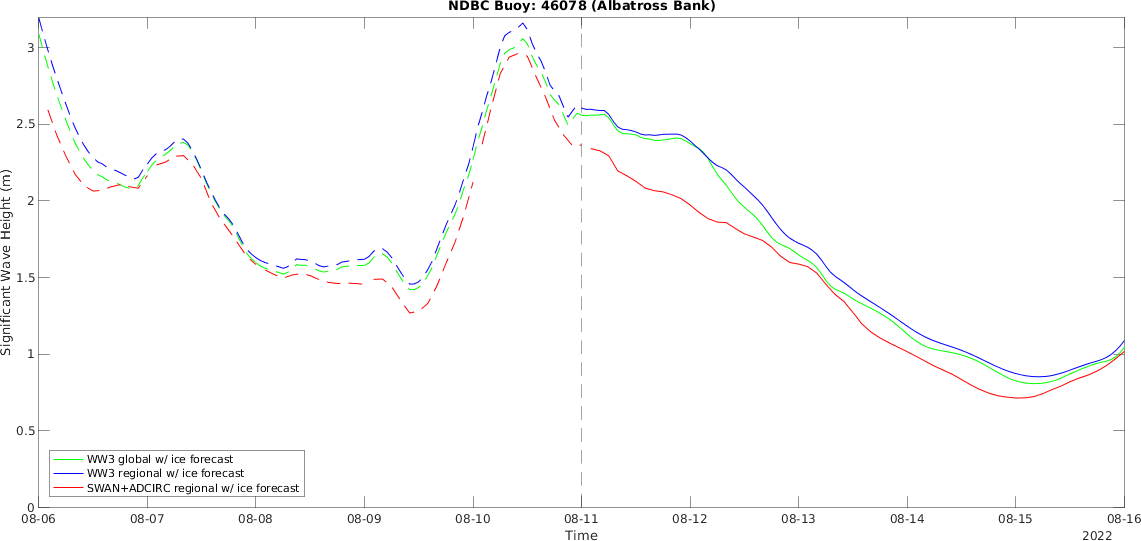 NDBC Buoy: 46078 (Albatross Bank)
Significant Wave Height (m)
3
2.5
2
1.5
1
0.5
0
WW3 global w/ ice forecast
WW3 regional w/ ice forecast
SWAN+ADCIRC regional w/ ice forecast
08-06 08-07 08-08 08-09 08-10 08-11 08-12 08-13 08-14 08-15 08-16
Time
2022